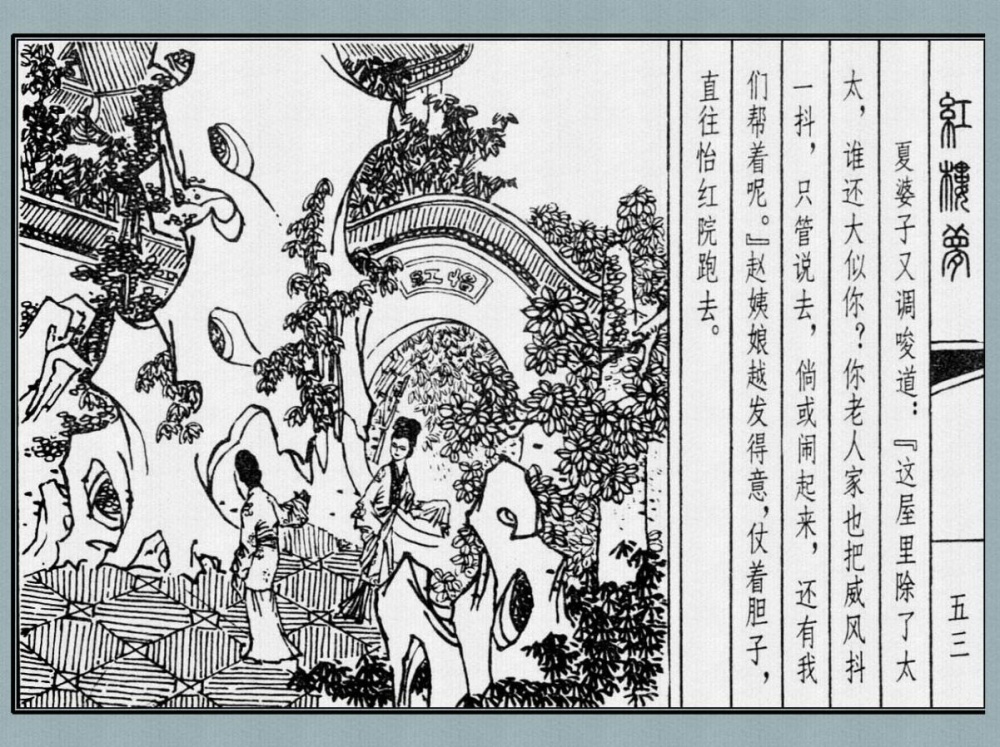 紅樓夢
五三
夏婆子又调唆道：『这屋里除了太
太，谁还大似你？你老人家也把威风抖
一抖，只管说去，倘或闹起来，还有我
们帮着呢。』赵姨娘越发得意，仗着胆子，
直往怡红院跑去。
怡红